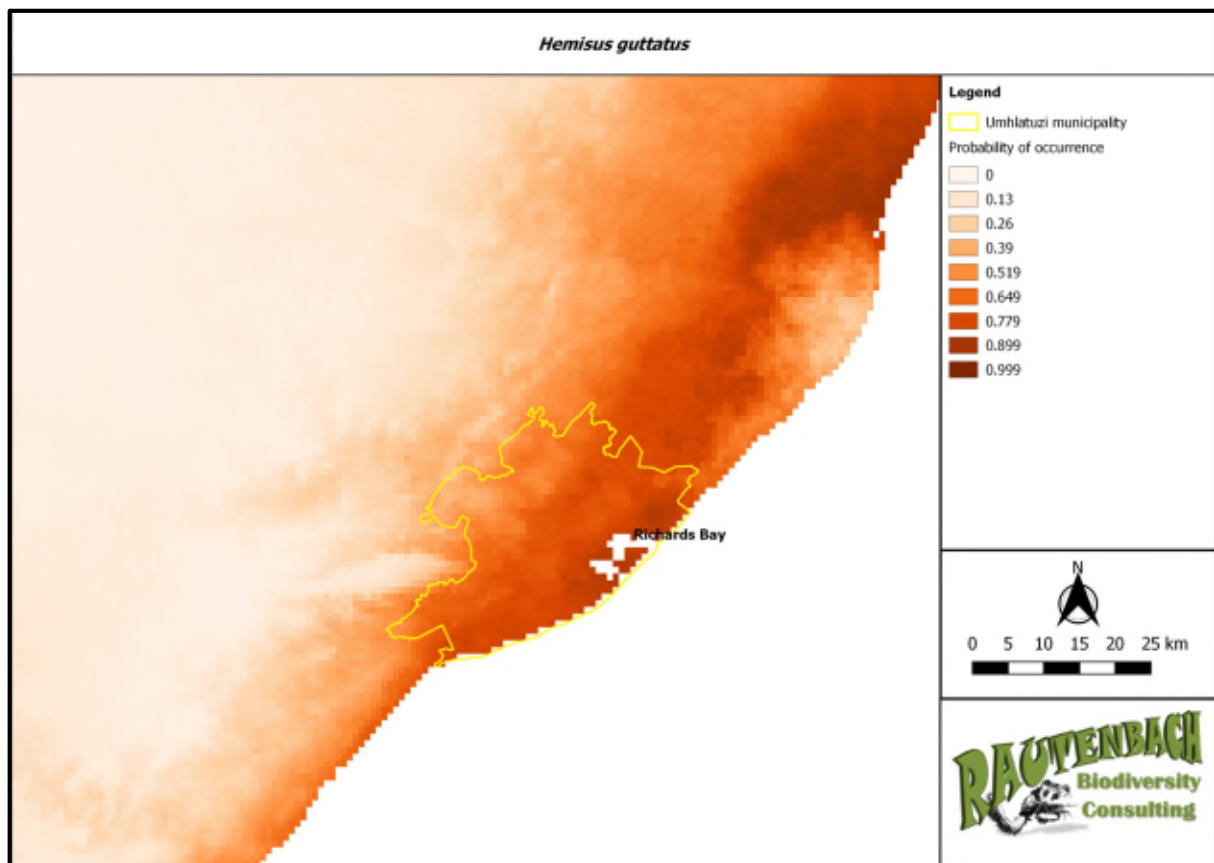 Hemisus guttatus
Legend
Umhlatuzi municipality
Probability of occurrence
0
0.13
0.26
0.39
0.519
0.649
0.779
0.899
0.999
Richards Bay
N
0 5 10 15 20 25 km
RAUTENBACH
Biodiversity
Consulting